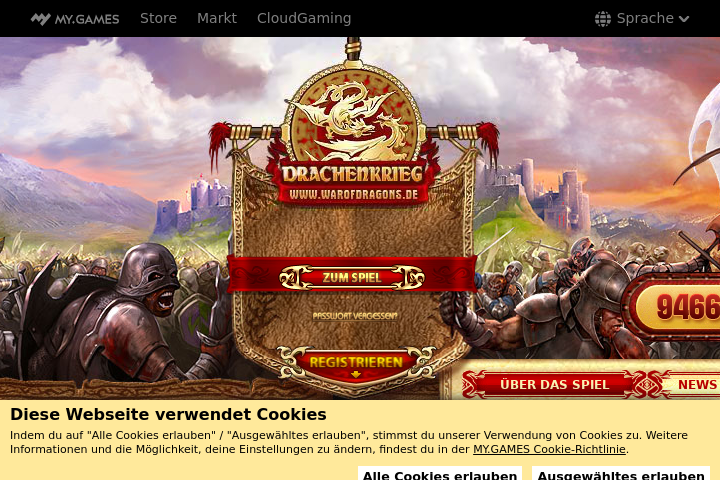 MY.GAMES Store Markt CloudGaming Sprache
DRACHENKRIEG
WWW.WAROFDRAGONS.DE
ZUM SPIEL
9466
PASSWORT VERGESSEN?
REGISTRIEREN
ÜBER DAS SPIEL NEWS
Diese Webseite verwendet Cookies
Indem du auf "Alle Cookies erlauben" / "Ausgewähltes erlauben", stimmst du unserer Verwendung von Cookies zu. Weitere
Informationen und die Möglichkeit, deine Einstellungen zu ändern, findest du in der MY.GAMES Cookie-Richtlinie.
Alle Cookies erlauben Ausgewähltes erlauben